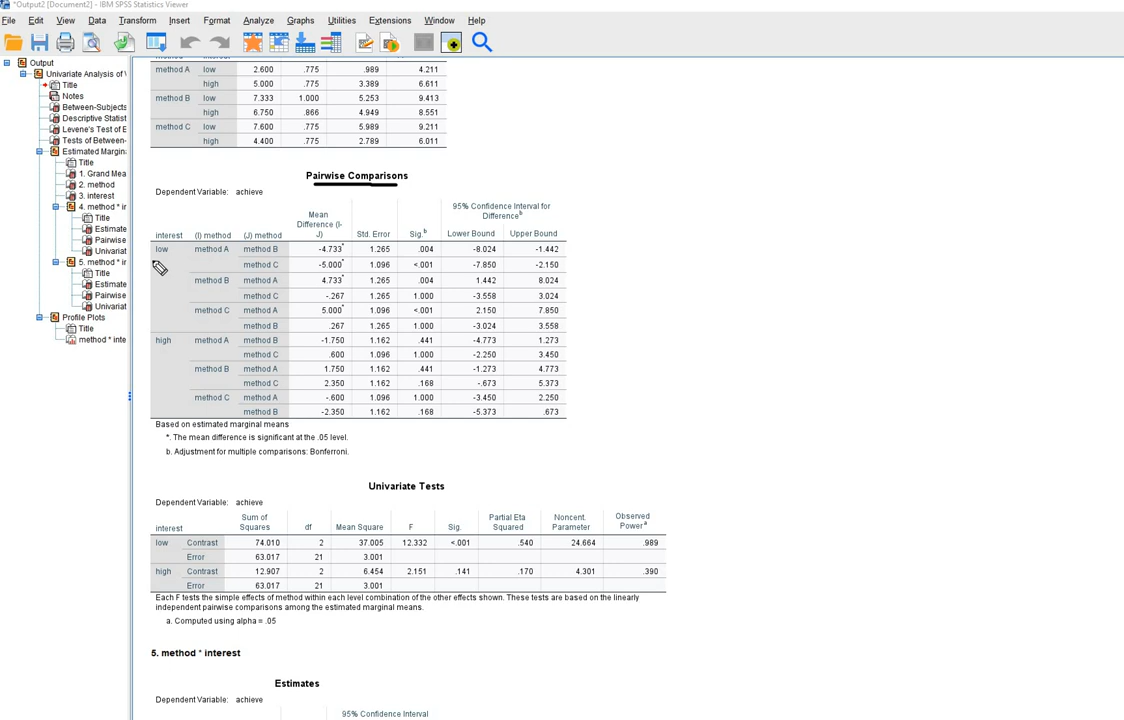 *Output2 [Document2] - IBM SPSS Statistics Viewer
File Edit View Data Transform Insert Format Analyze Graphs Utilities Extensions Window Help
Output
Univariate Analysis of
Title
Notes
Between-Subjects
Descriptive Statist
Levene's Test of E
Tests of Between-
Estimated Margina
Title
1. Grand Mea
2. method
3. interest
4. method * in
Title
Estimate
Pairwise
Univariat
5. method * in
Title
Estimate
Pairwise
Univariat
Profile Plots
Title
method * inte
method A low 2.600 .775 .989 4.211
high 5.000 .775 3.389 6.611
method B low 7.333 1.000 5.253 9.413
high 6.750 .866 4.949 8.551
method C low 7.600 .775 5.989 9.211
high 4.400 .775 2.789 6.011
Pairwise Comparisons
Dependent Variable: achieve
95% Confidence Interval for
Differenceb
Mean
Difference (I-
J)
interest (I) method (J) method Std. Error Sig.b Lower Bound Upper Bound
low method A method B -4.733* 1.265 .004 -8.024 -1.442
method C -5.000* 1.096 <.001 -7.850 -2.150
method B method A 4.733* 1.265 .004 1.442 8.024
method C -.267 1.265 1.000 -3.558 3.024
method C method A 5.000* 1.096 <.001 2.150 7.850
method B .267 1.265 1.000 -3.024 3.558
high method A method B -1.750 1.162 .441 -4.773 1.273
method C .600 1.096 1.000 -2.250 3.450
method B method A 1.750 1.162 .441 -1.273 4.773
method C 2.350 1.162 .168 -.673 5.373
method C method A -.600 1.096 1.000 -3.450 2.250
method B -2.350 1.162 .168 -5.373 .673
Based on estimated marginal means
*. The mean difference is significant at the .05 level.
b. Adjustment for multiple comparisons: Bonferroni.
Univariate Tests
Dependent Variable: achieve
Sum of
Squares
Partial Eta
Squared
Noncent.
Parameter
Observed
Powera
interest df Mean Square F Sig.
low Contrast 74.010 2 37.005 12.332 <.001 .540 24.664 .989
Error 63.017 21 3.001
high Contrast 12.907 2 6.454 2.151 .141 .170 4.301 .390
Error 63.017 21 3.001
Each F tests the simple effects of method within each level combination of the other effects shown. These tests are based on the linearly
independent pairwise comparisons among the estimated marginal means.
a. Computed using alpha = .05
5. method * interest
Estimates
Dependent Variable: achieve
95% Confidence Interval